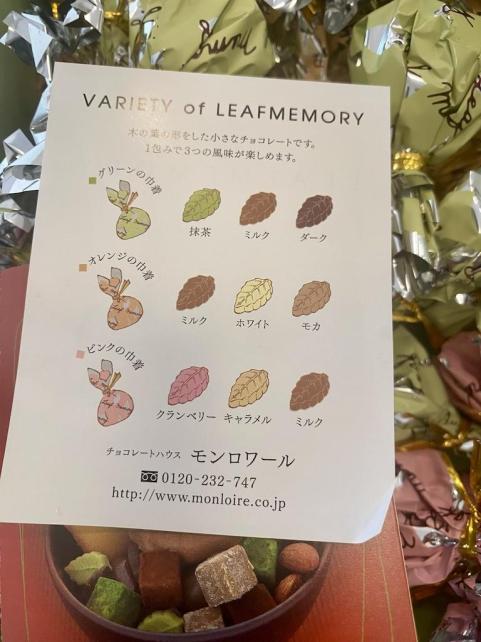 VARIETY of LEAFMEMORY
木の葉の形をした小さなチョコレートです。
1包みで3つの風味が楽しめます。
グリーンの巾着
抹茶 ミルク ダーク
オレンジの巾着
ミルク ホワイト モカ
ピンクの巾着
クランベリー キャラメル ミルク
チョコレートハウス モンロワール
0120-232-747
http://www.monloire.co.jp